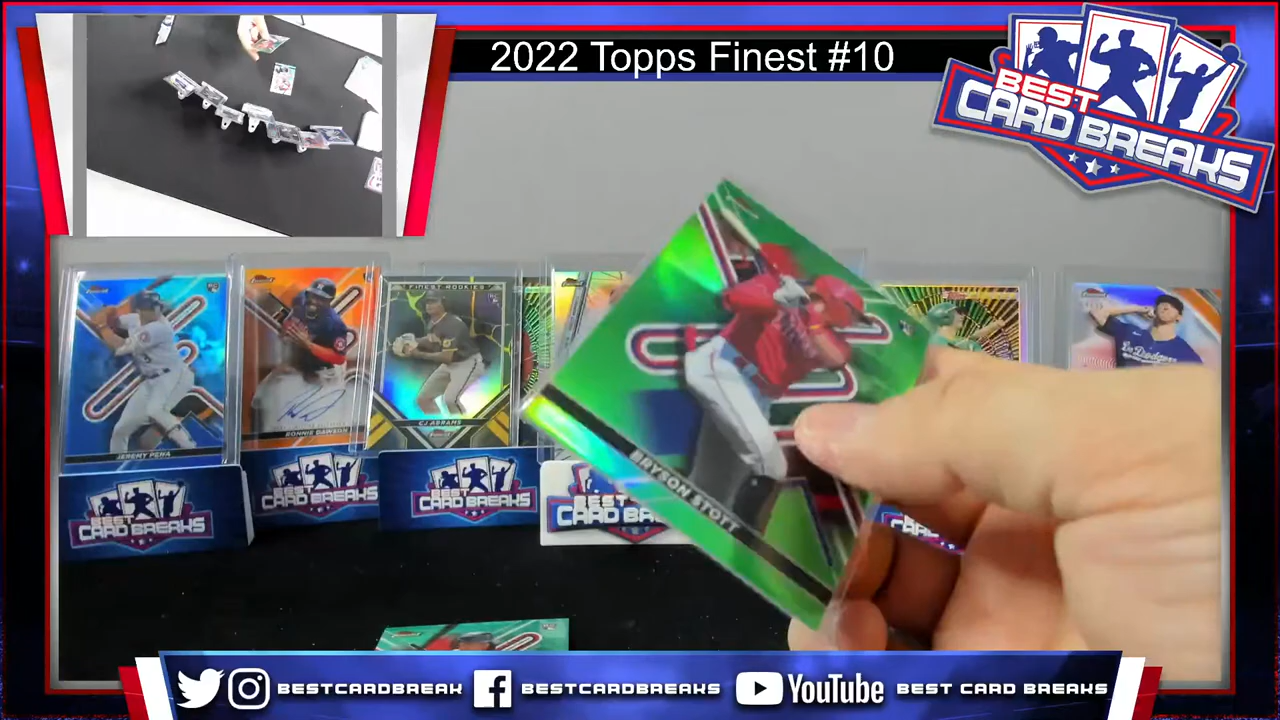 2022 Topps Finest #10
BEST
CARD BREAKS
FINEST ROOKIES
JEREMY PEÑA
RONNIE DAWSON
CJ ABRAMS
BRYSON STOTT
BEST
CARD BREAKS
BEST
CARD BREAKS
BEST
CARD BREAKS
BESTCARDBREAK
BESTCARDBREAKS
YouTube
BEST CARD BREAKS